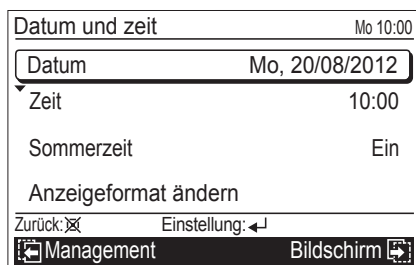 Datum und zeit Mo 10:00
Datum Mo, 20/08/2012
Zeit 10:00
Sommerzeit Ein
Anzeigeformat ändern
Zurück: Einstellung:
Management Bildschirm